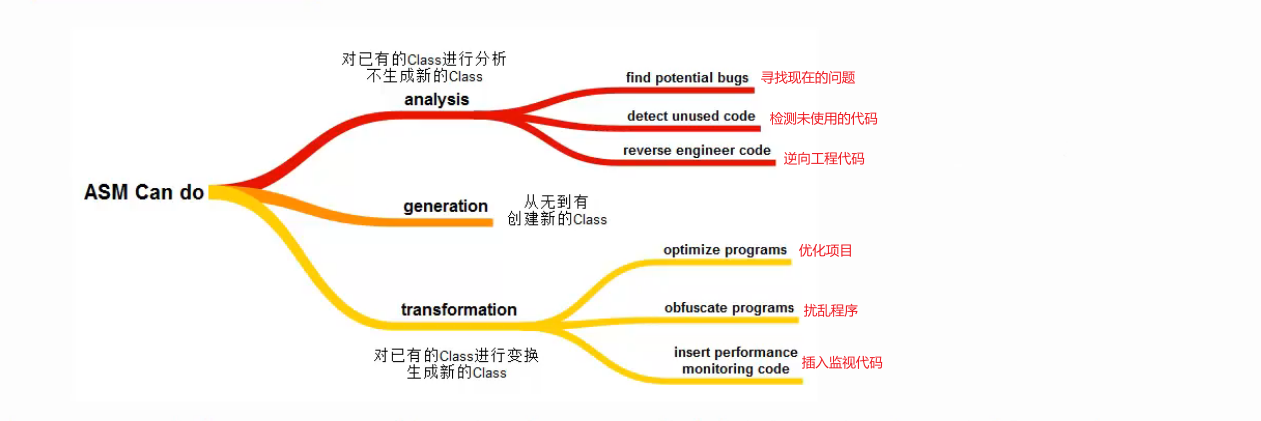 ASM Can do
对已有的Class进行分析
不生成新的Class
analysis
find potential bugs 寻找现在的问题
detect unused code 检测未使用的代码
reverse engineer code 逆向工程代码
generation
从无到有
创建新的Class
transformation
对已有的Class进行变换
生成新的Class
optimize programs 优化项目
obfuscate programs 扰乱程序
insert performance
monitoring code
插入监视代码